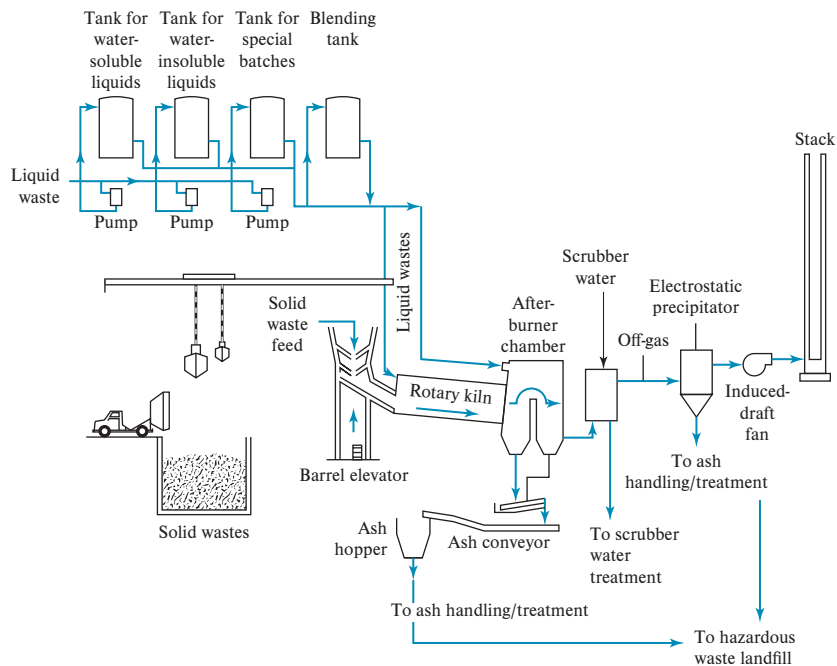 Tank for
water-
soluble
liquids
Tank for
water-
insoluble
liquids
Tank for
special
batches
Blending
tank
Stack
Liquid
waste
Pump
Pump
Pump
Liquid wastes
Scrubber
water
Electrostatic
precipitator
After-
burner
chamber
Solid
waste
feed
Off-gas
Rotary kiln
Induced-
draft
fan
Barrel elevator
To ash
handling/treatment
Solid wastes
Ash
hopper
Ash conveyor
To scrubber
water
treatment
To ash handling/treatment
To hazardous
waste landfill